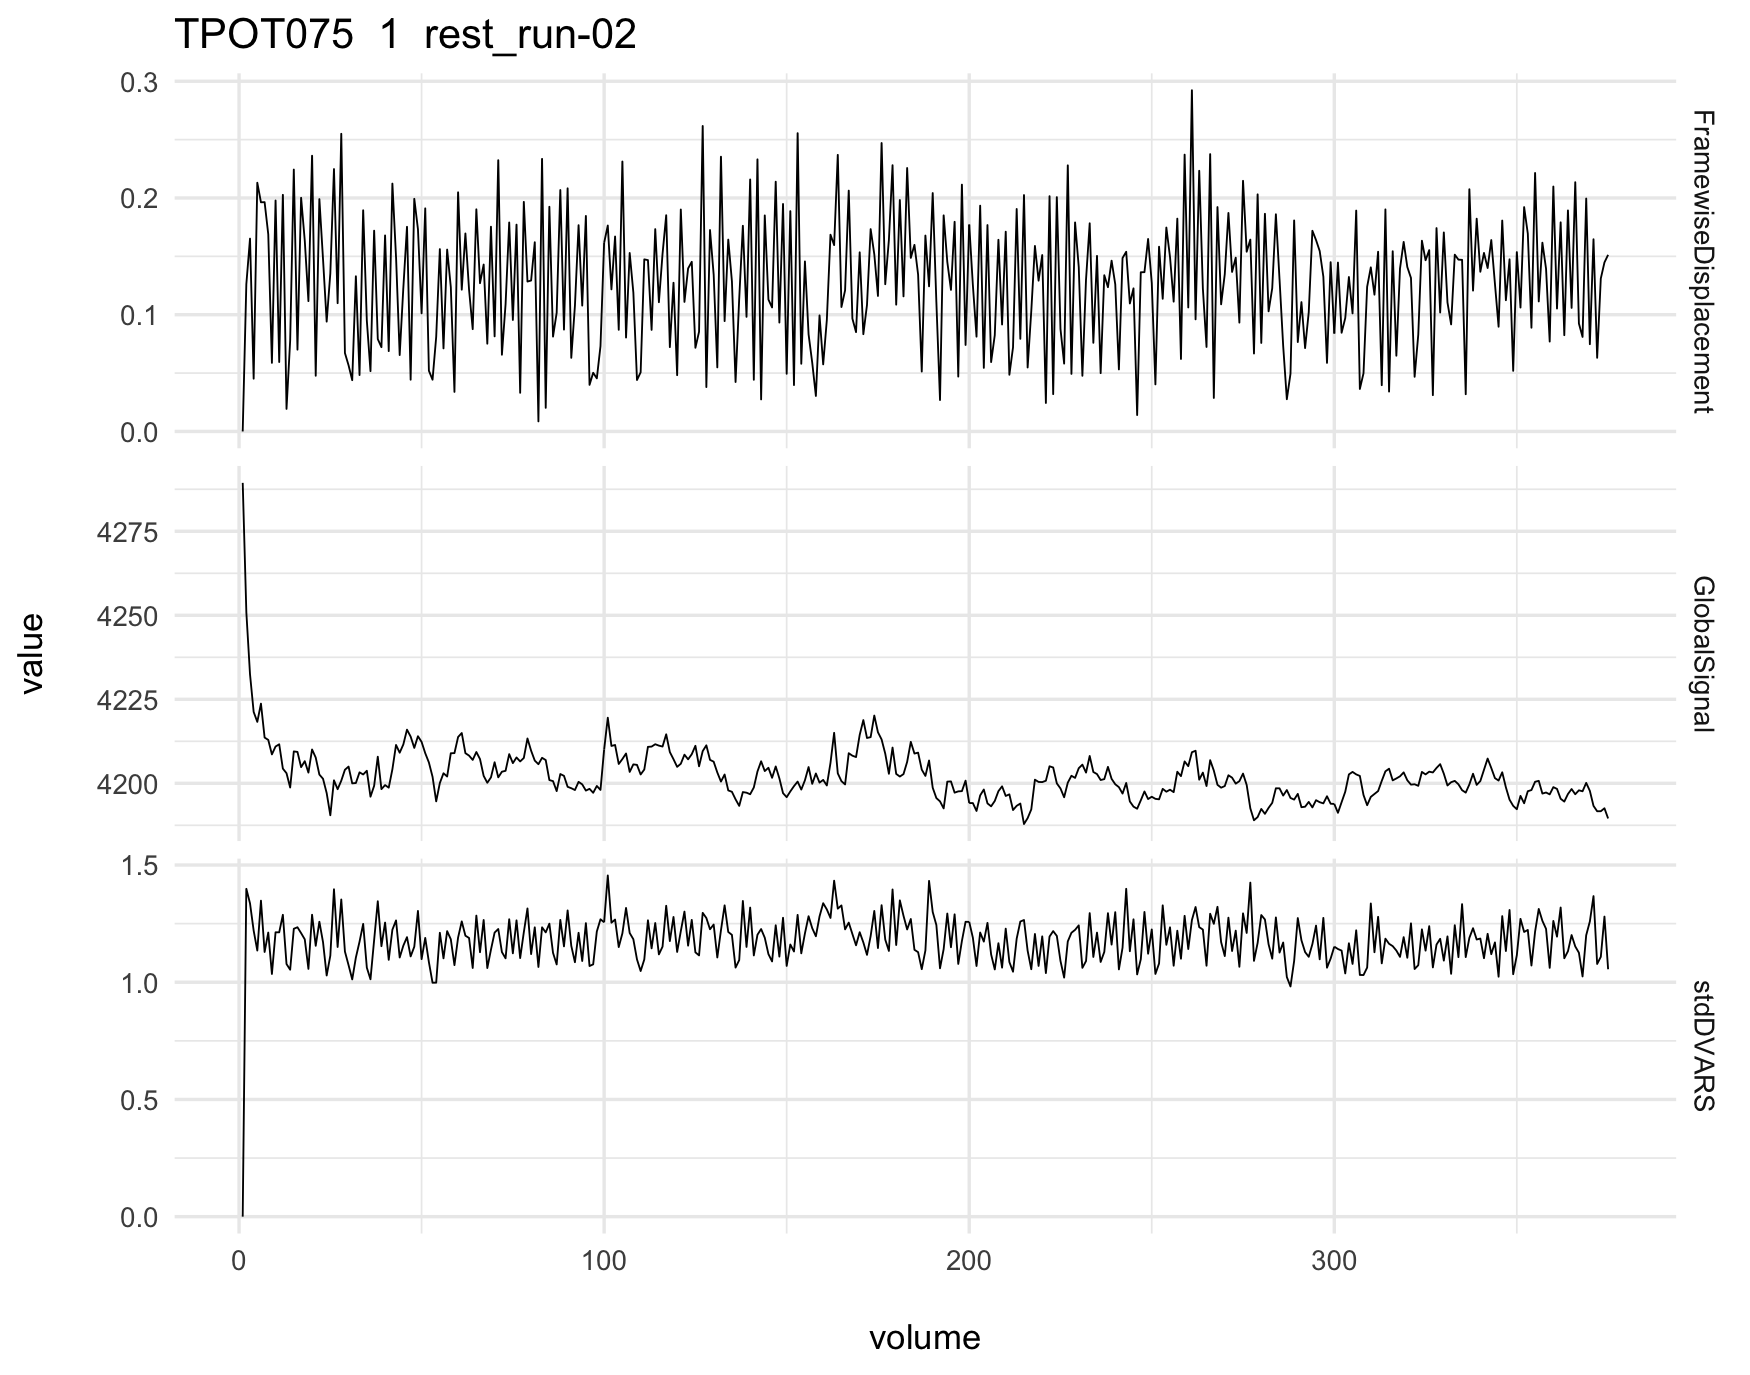 TPOT075 1 rest_run-02
0.3
0.2
0.1
0.0
FramewiseDisplacement
4275
4250
4225
4200
GlobalSignal
value
1.5
1.0
0.5
0.0
stdDVARS
0 100 200 300
volume